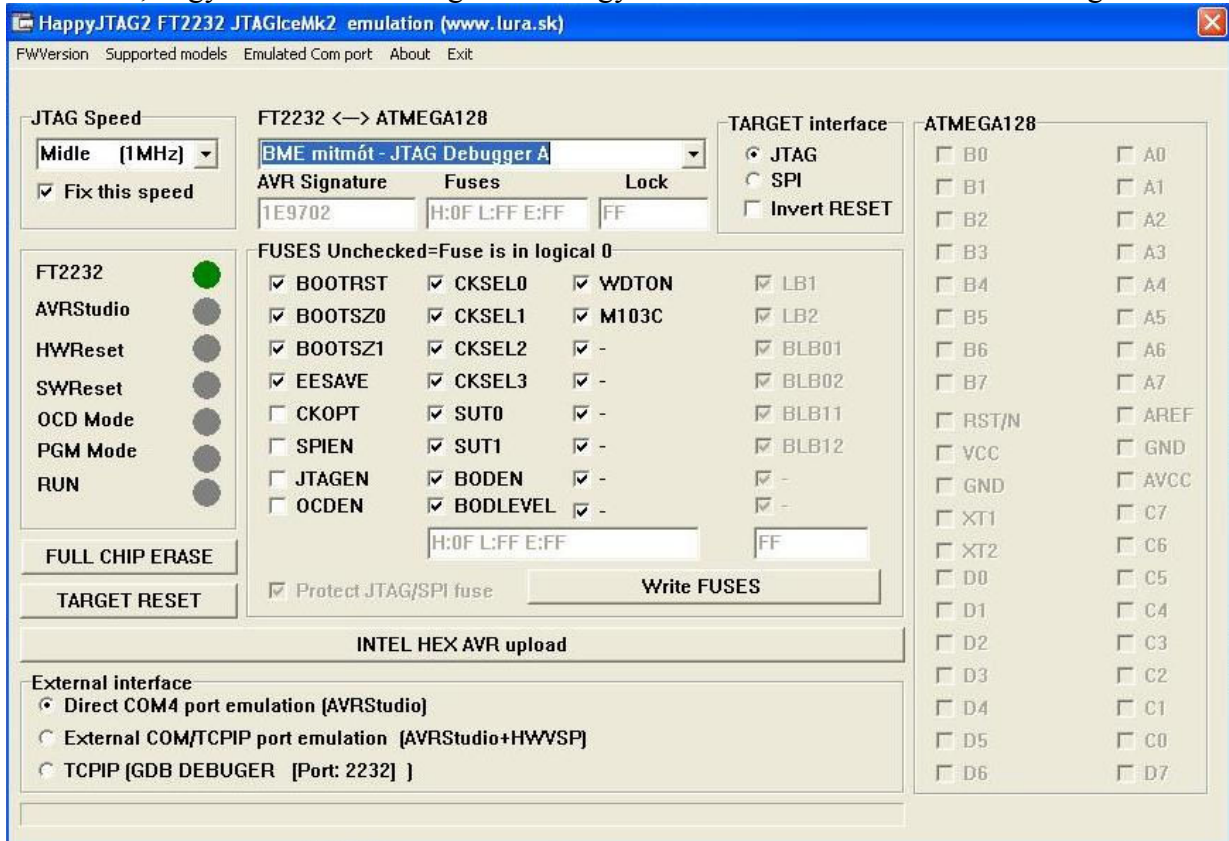 HappyJTAG2 FT2232 JTAGIceMk2 emulation (www.lura.sk)
FWVersion Supported models Emulated Com port About Exit
JTAG Speed
Midle (1MHz)
Fix this speed
FT2232 <—> ATMEGA128
BME mitmót - JTAG Debugger A
AVR Signature Fuses Lock
1E9702 H:0F L:FF E:FF FF
TARGET interface
JTAG
SPI
Invert RESET
FT2232
AVRStudio
HWReset
SWReset
OCD Mode
PGM Mode
RUN
FULL CHIP ERASE
TARGET RESET
FUSES Unchecked=Fuse is in logical 0
BOOTRST CKSEL0 WDTON LB1
BOOTSZ0 CKSEL1 M103C LB2
BOOTSZ1 CKSEL2 - BLB01
EESAVE CKSEL3 - BLB02
CKOPT SUT0 - BLB11
SPIEN SUT1 - BLB12
JTAGEN BODEN - -
OCDEN BODLEVEL - -
H:0F L:FF E:FF FF
Protect JTAG/SPI fuse Write FUSES
INTEL HEX AVR upload
External interface
Direct COM4 port emulation (AVRStudio)
External COM/TCPIP port emulation (AVRStudio+HWVSP)
TCPIP (GDB DEBUGER [Port: 2232] )
ATMEGA128
B0 A0
B1 A1
B2 A2
B3 A3
B4 A4
B5 A5
B6 A6
B7 A7
RST/N AREF
VCC GND
GND AVCC
XT1 C7
XT2 C6
D0 C5
D1 C4
D2 C3
D3 C2
D4 C1
D5 C0
D6 D7